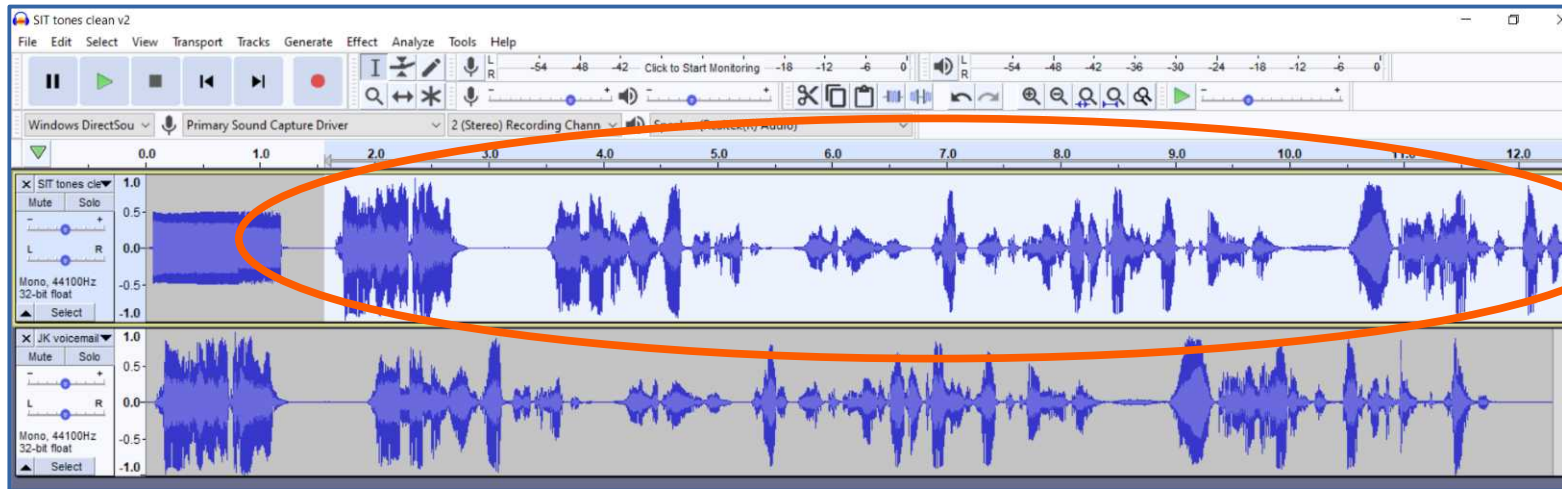 SIT tones clean v2
File Edit Select View Transport Tracks Generate Effect Analyze Tools Help
L
R
-54 -48 -42 Click to Start Monitoring -18 -12 -6 0
L
R
-54 -48 -42 -36 -30 -24 -18 -12 -6 0
Windows DirectSou Primary Sound Capture Driver 2 (Stereo) Recording Chann
0.0 1.0 2.0 3.0 4.0 5.0 6.0 7.0 8.0 9.0 10.0 11.0 12.0
SIT tones cle
Mute Solo
- +
L R
Mono, 44100Hz
32-bit float
Select
1.0
0.5
0.0
-0.5
-1.0
JK voicemail
Mute Solo
- +
L R
Mono, 44100Hz
32-bit float
Select
1.0
0.5
0.0
-0.5
-1.0